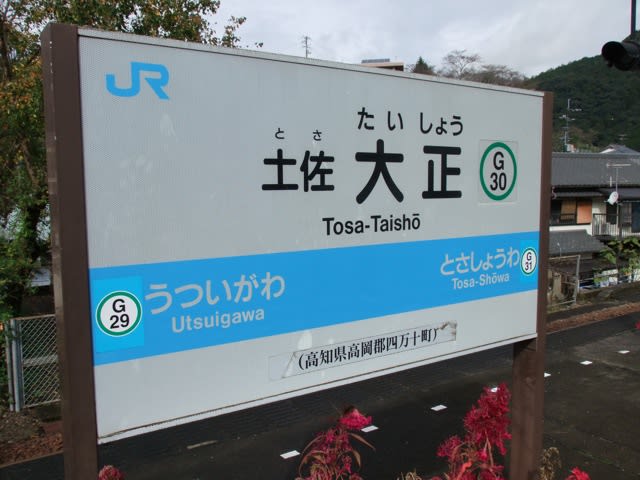 JR
とさ たいしょう
土佐大正
Tosa-Taishō
G
30
G
29
うついがわ
Utsuigawa
とさしょうわ
Tosa-Shōwa
G
31
(高知県高岡郡四万十町)